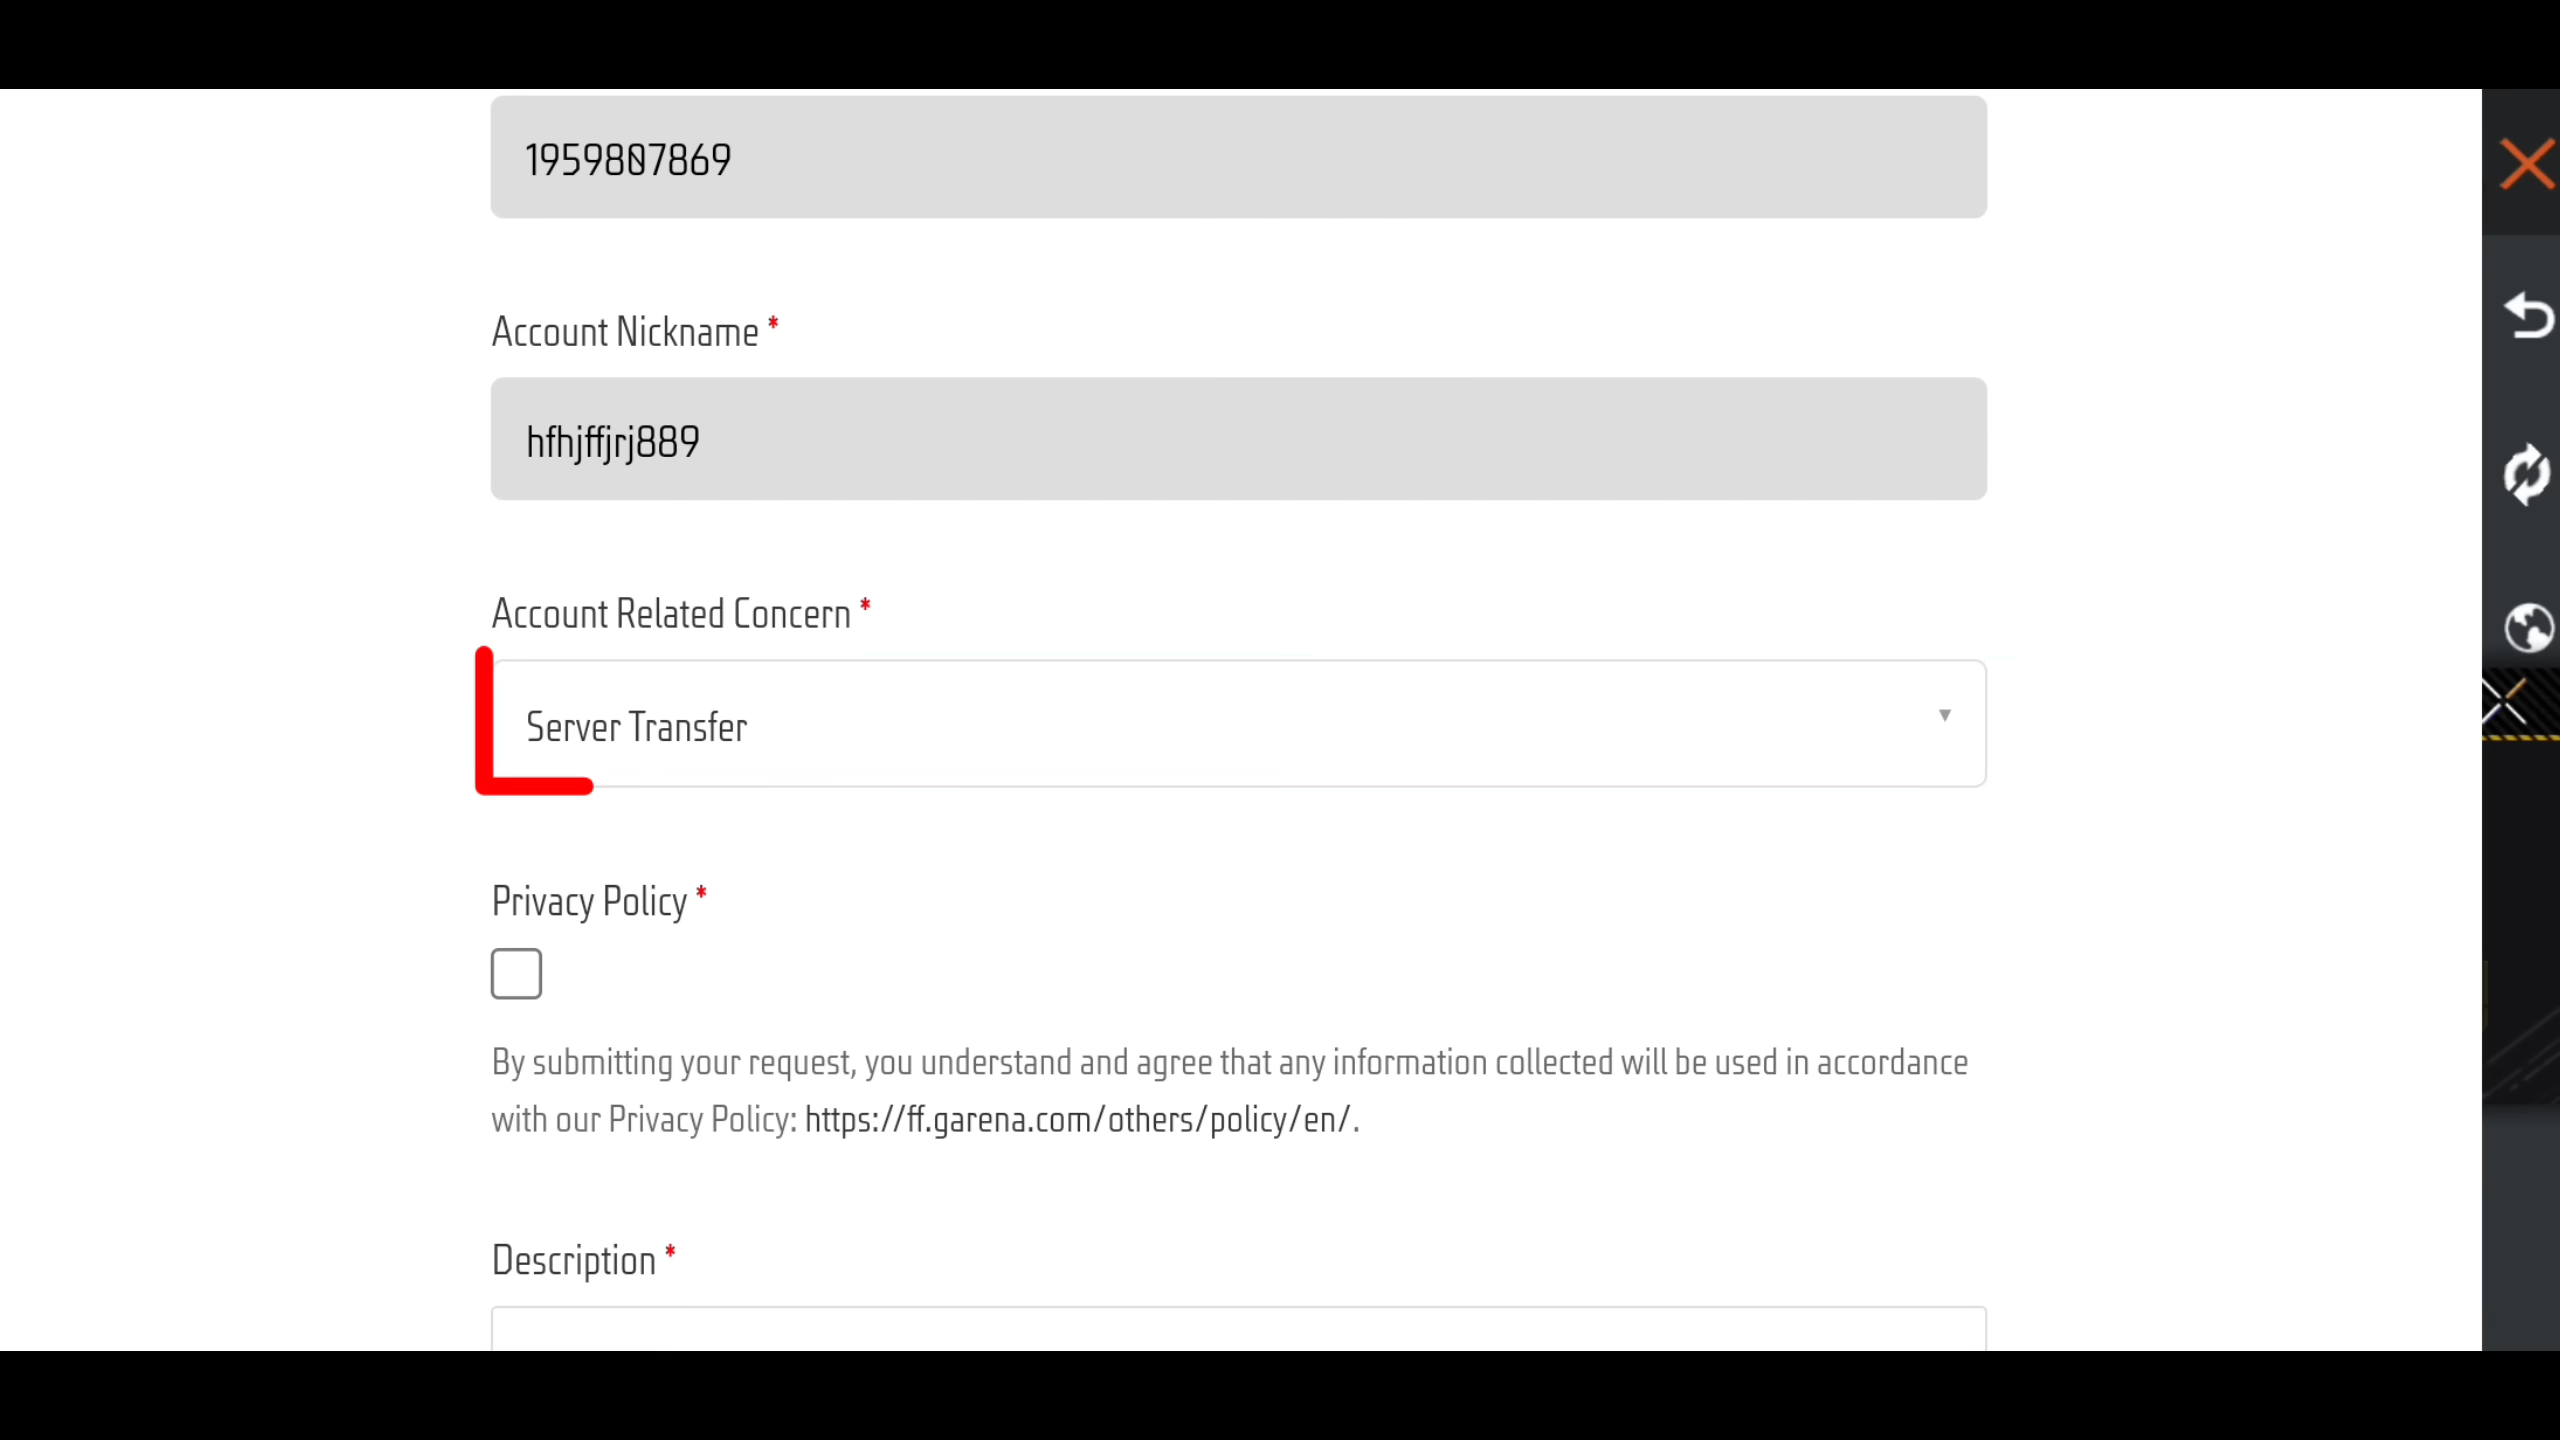 1959807869
Account Nickname *
hfhjffjrj889
Account Related Concern *
Server Transfer
Privacy Policy *
By submitting your request, you understand and agree that any information collected will be used in accordance
with our Privacy Policy: https://ff.garena.com/others/policy/en/.
Description *